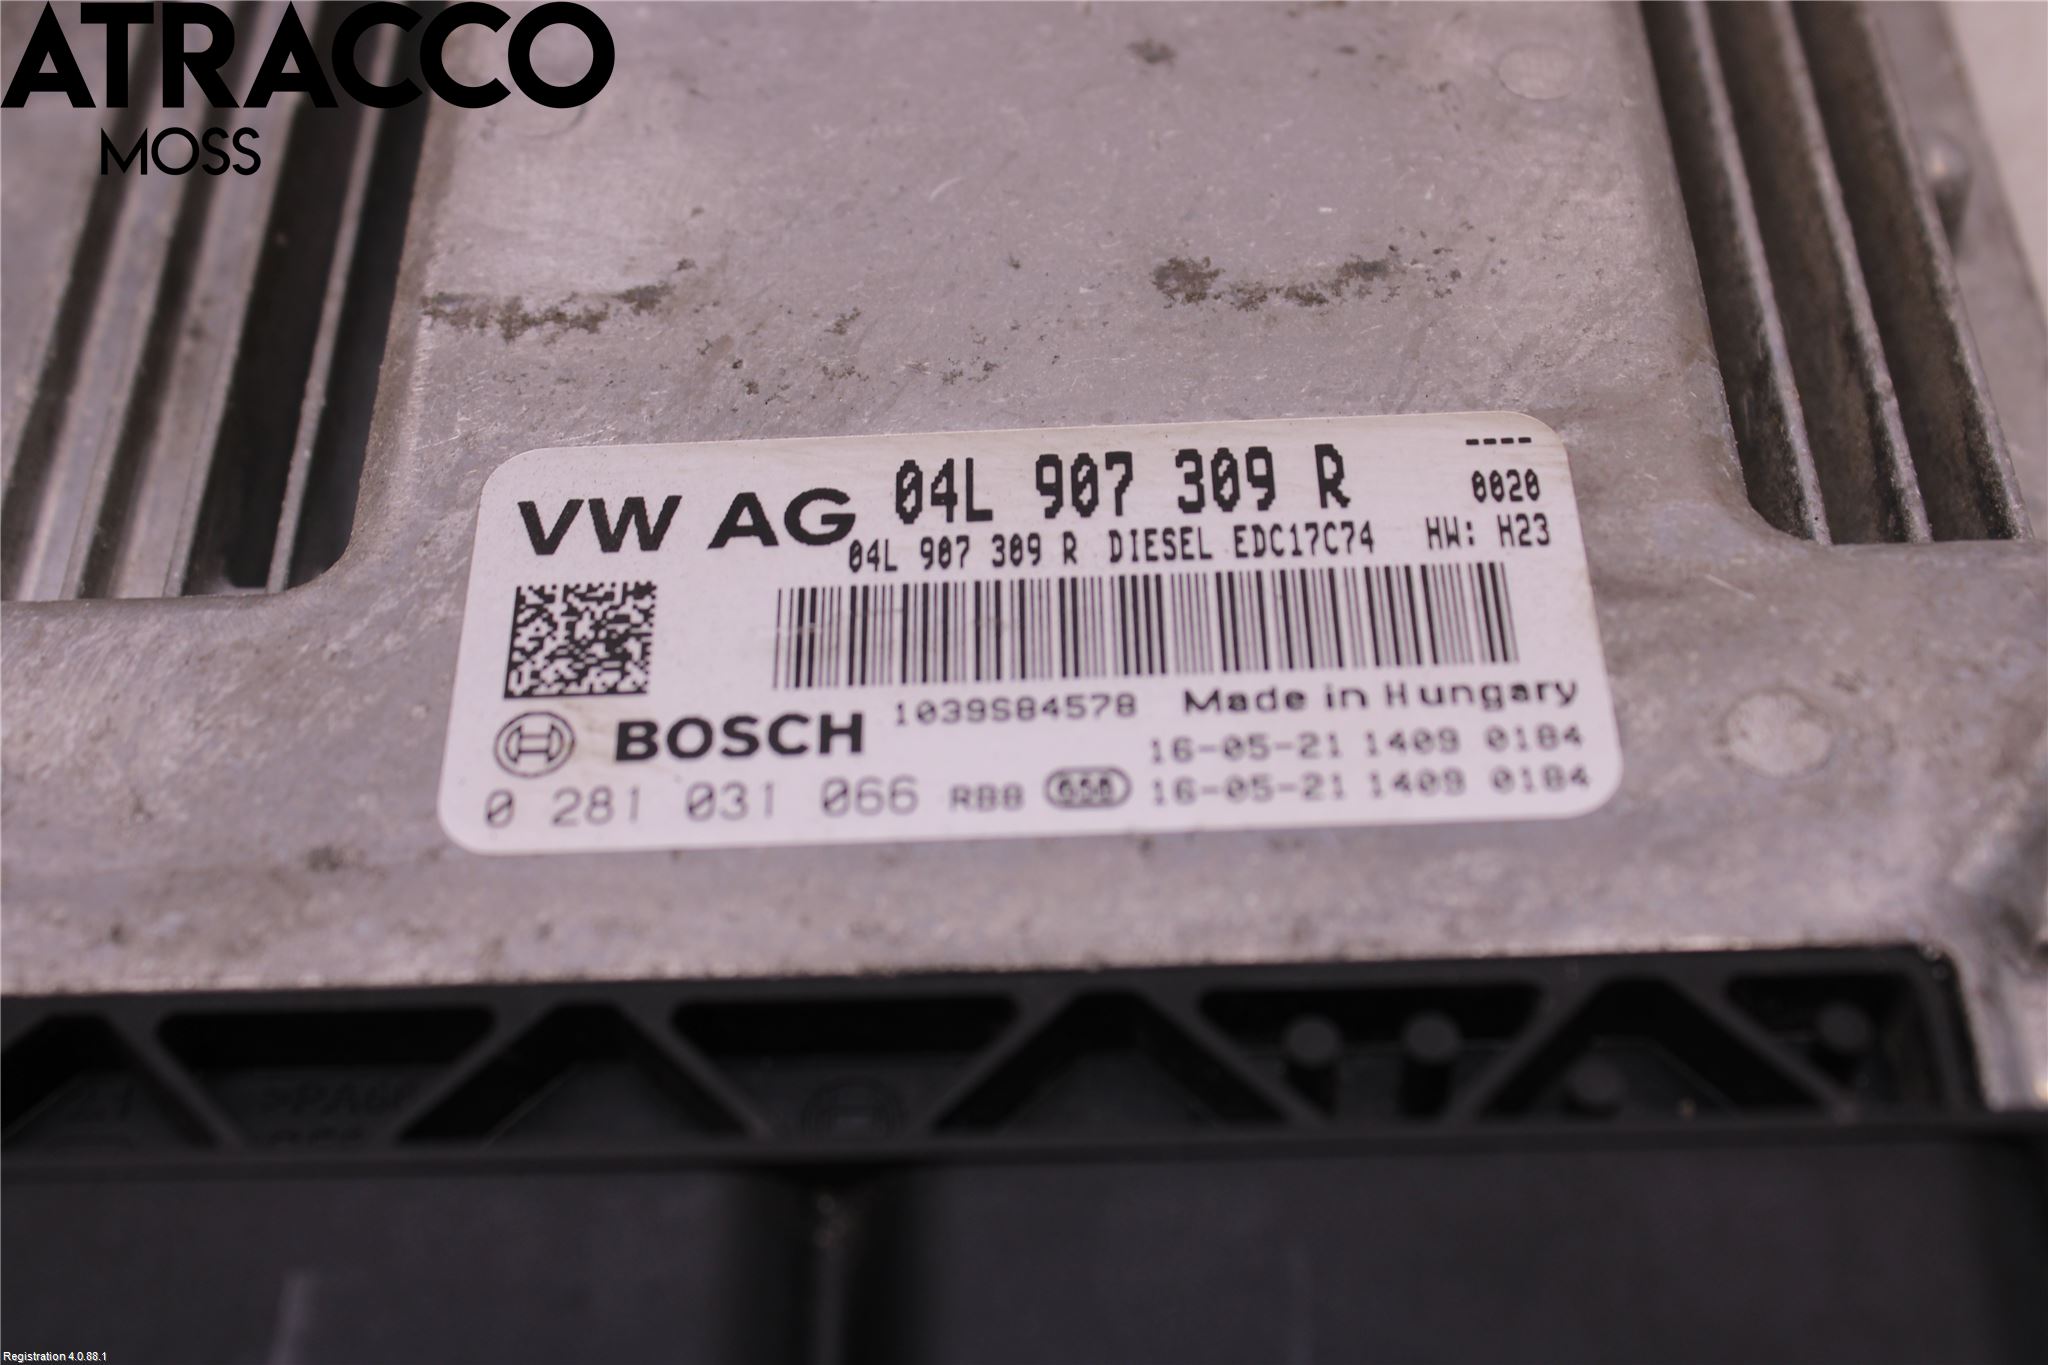 ATRACCO
MOSS
----
VW AG 04L 907 309 R 0020
04L 907 309 R DIESEL EDC17C74 HW: H23
1039S84578 Made in Hungary
BOSCH 16-05-21 1409 0184
0 281 031 066 RB8 658 16-05-21 1409 0184
Registration 4.0.88.1